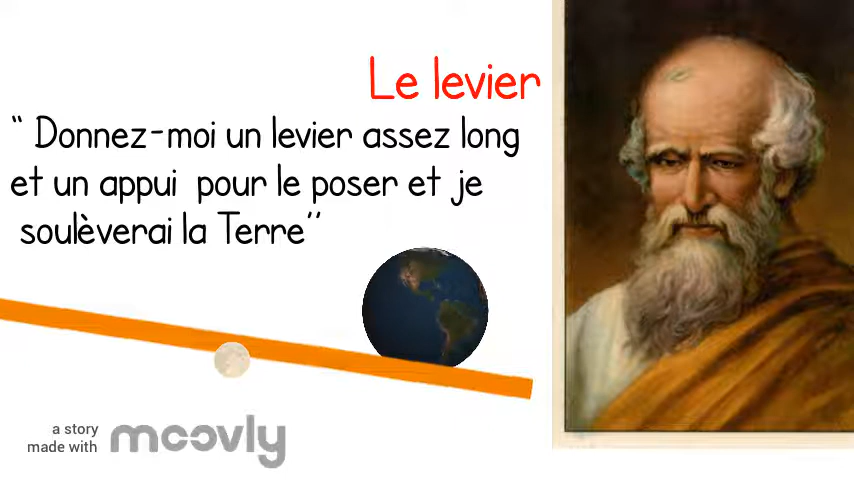 Le levier
‘‘ Donnez-moi un levier assez long
et un appui pour le poser et je
soulèverai la Terre’’
a story
made with moovly